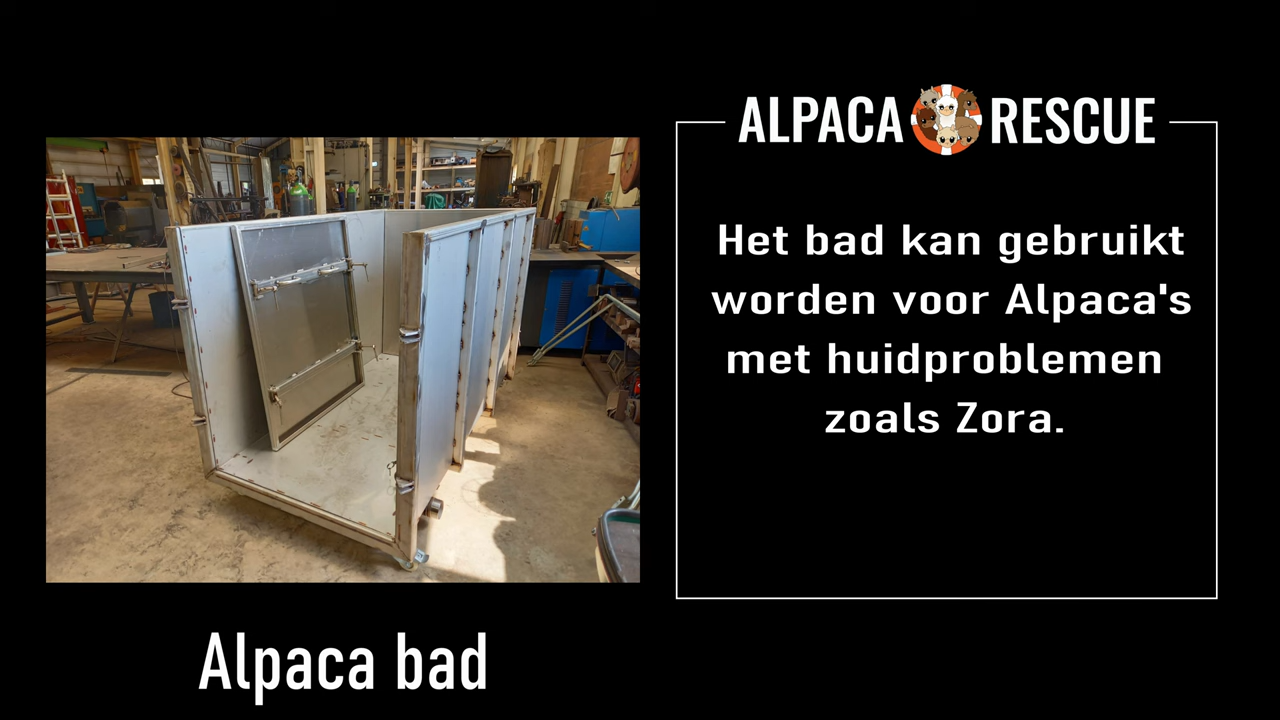 ALPACA RESCUE
Het bad kan gebruikt
worden voor Alpaca's
met huidproblemen
zoals Zora.
Alpaca bad